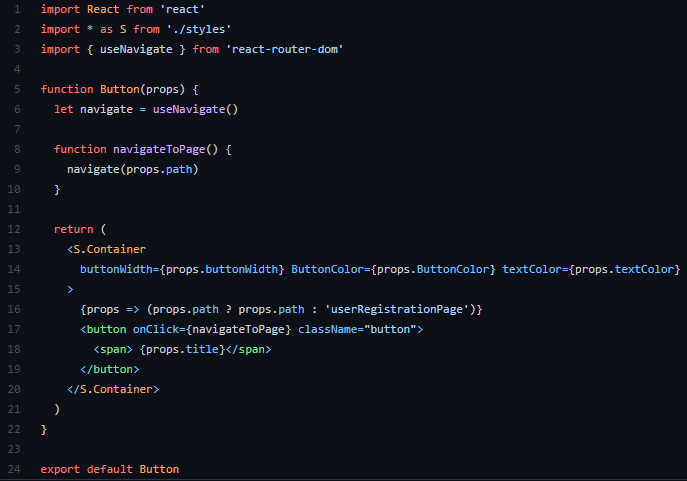 1 import React from 'react'
2 import * as S from './styles'
3 import { useNavigate } from 'react-router-dom'
4
5 function Button(props) {
6   let navigate = useNavigate()
7
8   function navigateToPage() {
9     navigate(props.path)
10   }
11
12   return (
13     <S.Container
14       buttonWidth={props.buttonWidth} ButtonColor={props.ButtonColor} textColor={props.textColor}
15     >
16       {props => (props.path ? props.path : 'userRegistrationPage')}
17       <button onClick={navigateToPage} className="button">
18         <span> {props.title}</span>
19       </button>
20     </S.Container>
21   )
22 }
23
24 export default Button